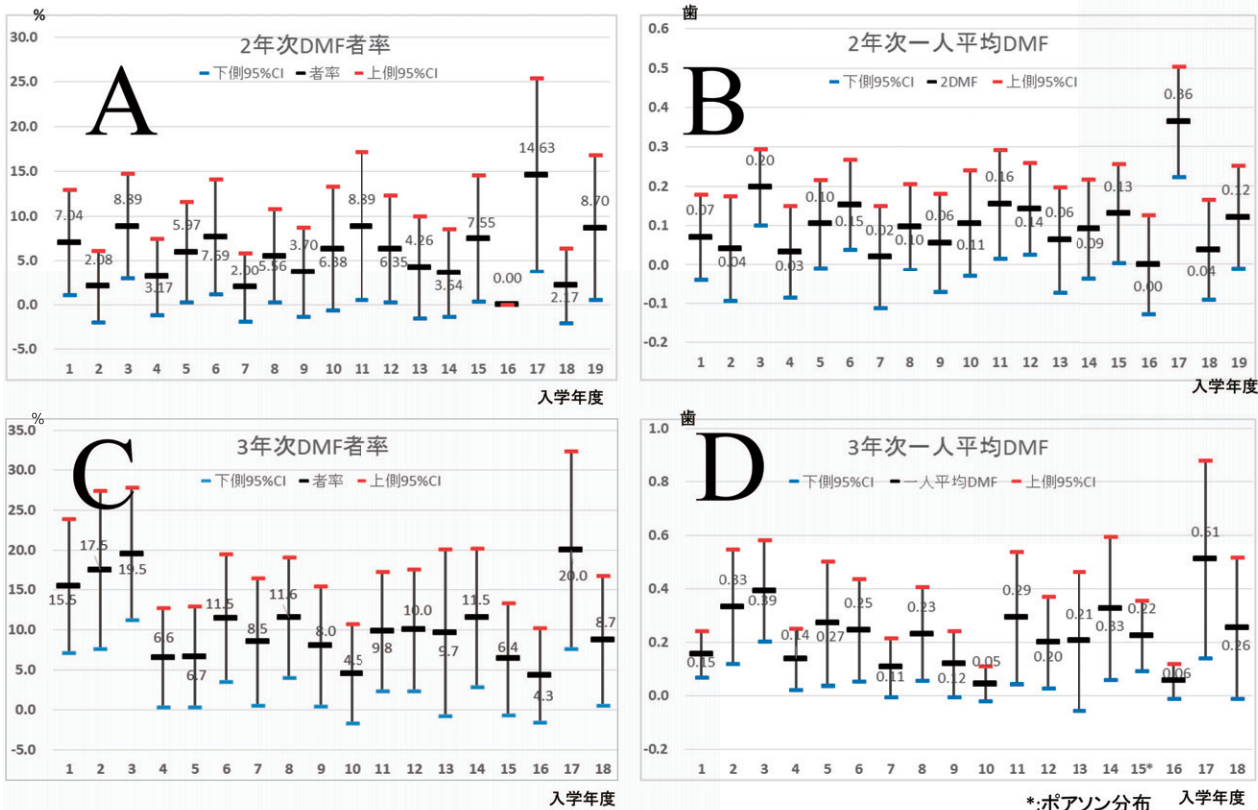 %
30.0
25.0
20.0
15.0
10.0
5.0
0.0
-5.0
2年次DMF者率
下側95%CI 者率 上側95%CI
A
7.04 2.08 8.89 3.17 5.97 7.69 2.00 5.56 3.70 6.38 8.89 6.35 4.26 3.64 7.55 0.00 14.63 2.17 8.70
1 2 3 4 5 6 7 8 9 10 11 12 13 14 15 16 17 18 19
入学年度
歯
0.6
0.5
0.4
0.3
0.2
0.1
0.0
-0.1
-0.2
2年次一人平均DMF
下側95%CI 2DMF 上側95%CI
B
0.07 0.04 0.20 0.03 0.10 0.15 0.02 0.10 0.06 0.11 0.16 0.14 0.06 0.09 0.13 0.00 0.36 0.04 0.12
1 2 3 4 5 6 7 8 9 10 11 12 13 14 15 16 17 18 19
入学年度
%
35.0
30.0
25.0
20.0
15.0
10.0
5.0
0.0
-5.0
3年次DMF者率
下側95%CI 者率 上側95%CI
C
15.5 17.5 19.5 6.6 6.7 11.5 8.5 11.6 8.0 4.5 9.8 10.0 9.7 11.5 6.4 4.3 20.0 8.7
1 2 3 4 5 6 7 8 9 10 11 12 13 14 15 16 17 18
入学年度
歯
1.0
0.8
0.6
0.4
0.2
0.0
-0.2
3年次一人平均DMF
下側95%CI 一人平均DMF 上側95%CI
D
0.15 0.33 0.39 0.14 0.27 0.25 0.11 0.23 0.12 0.05 0.29 0.20 0.21 0.33 0.22 0.06 0.51 0.26
1 2 3 4 5 6 7 8 9 10 11 12 13 14 15* 16 17 18
*:ポアソン分布 入学年度